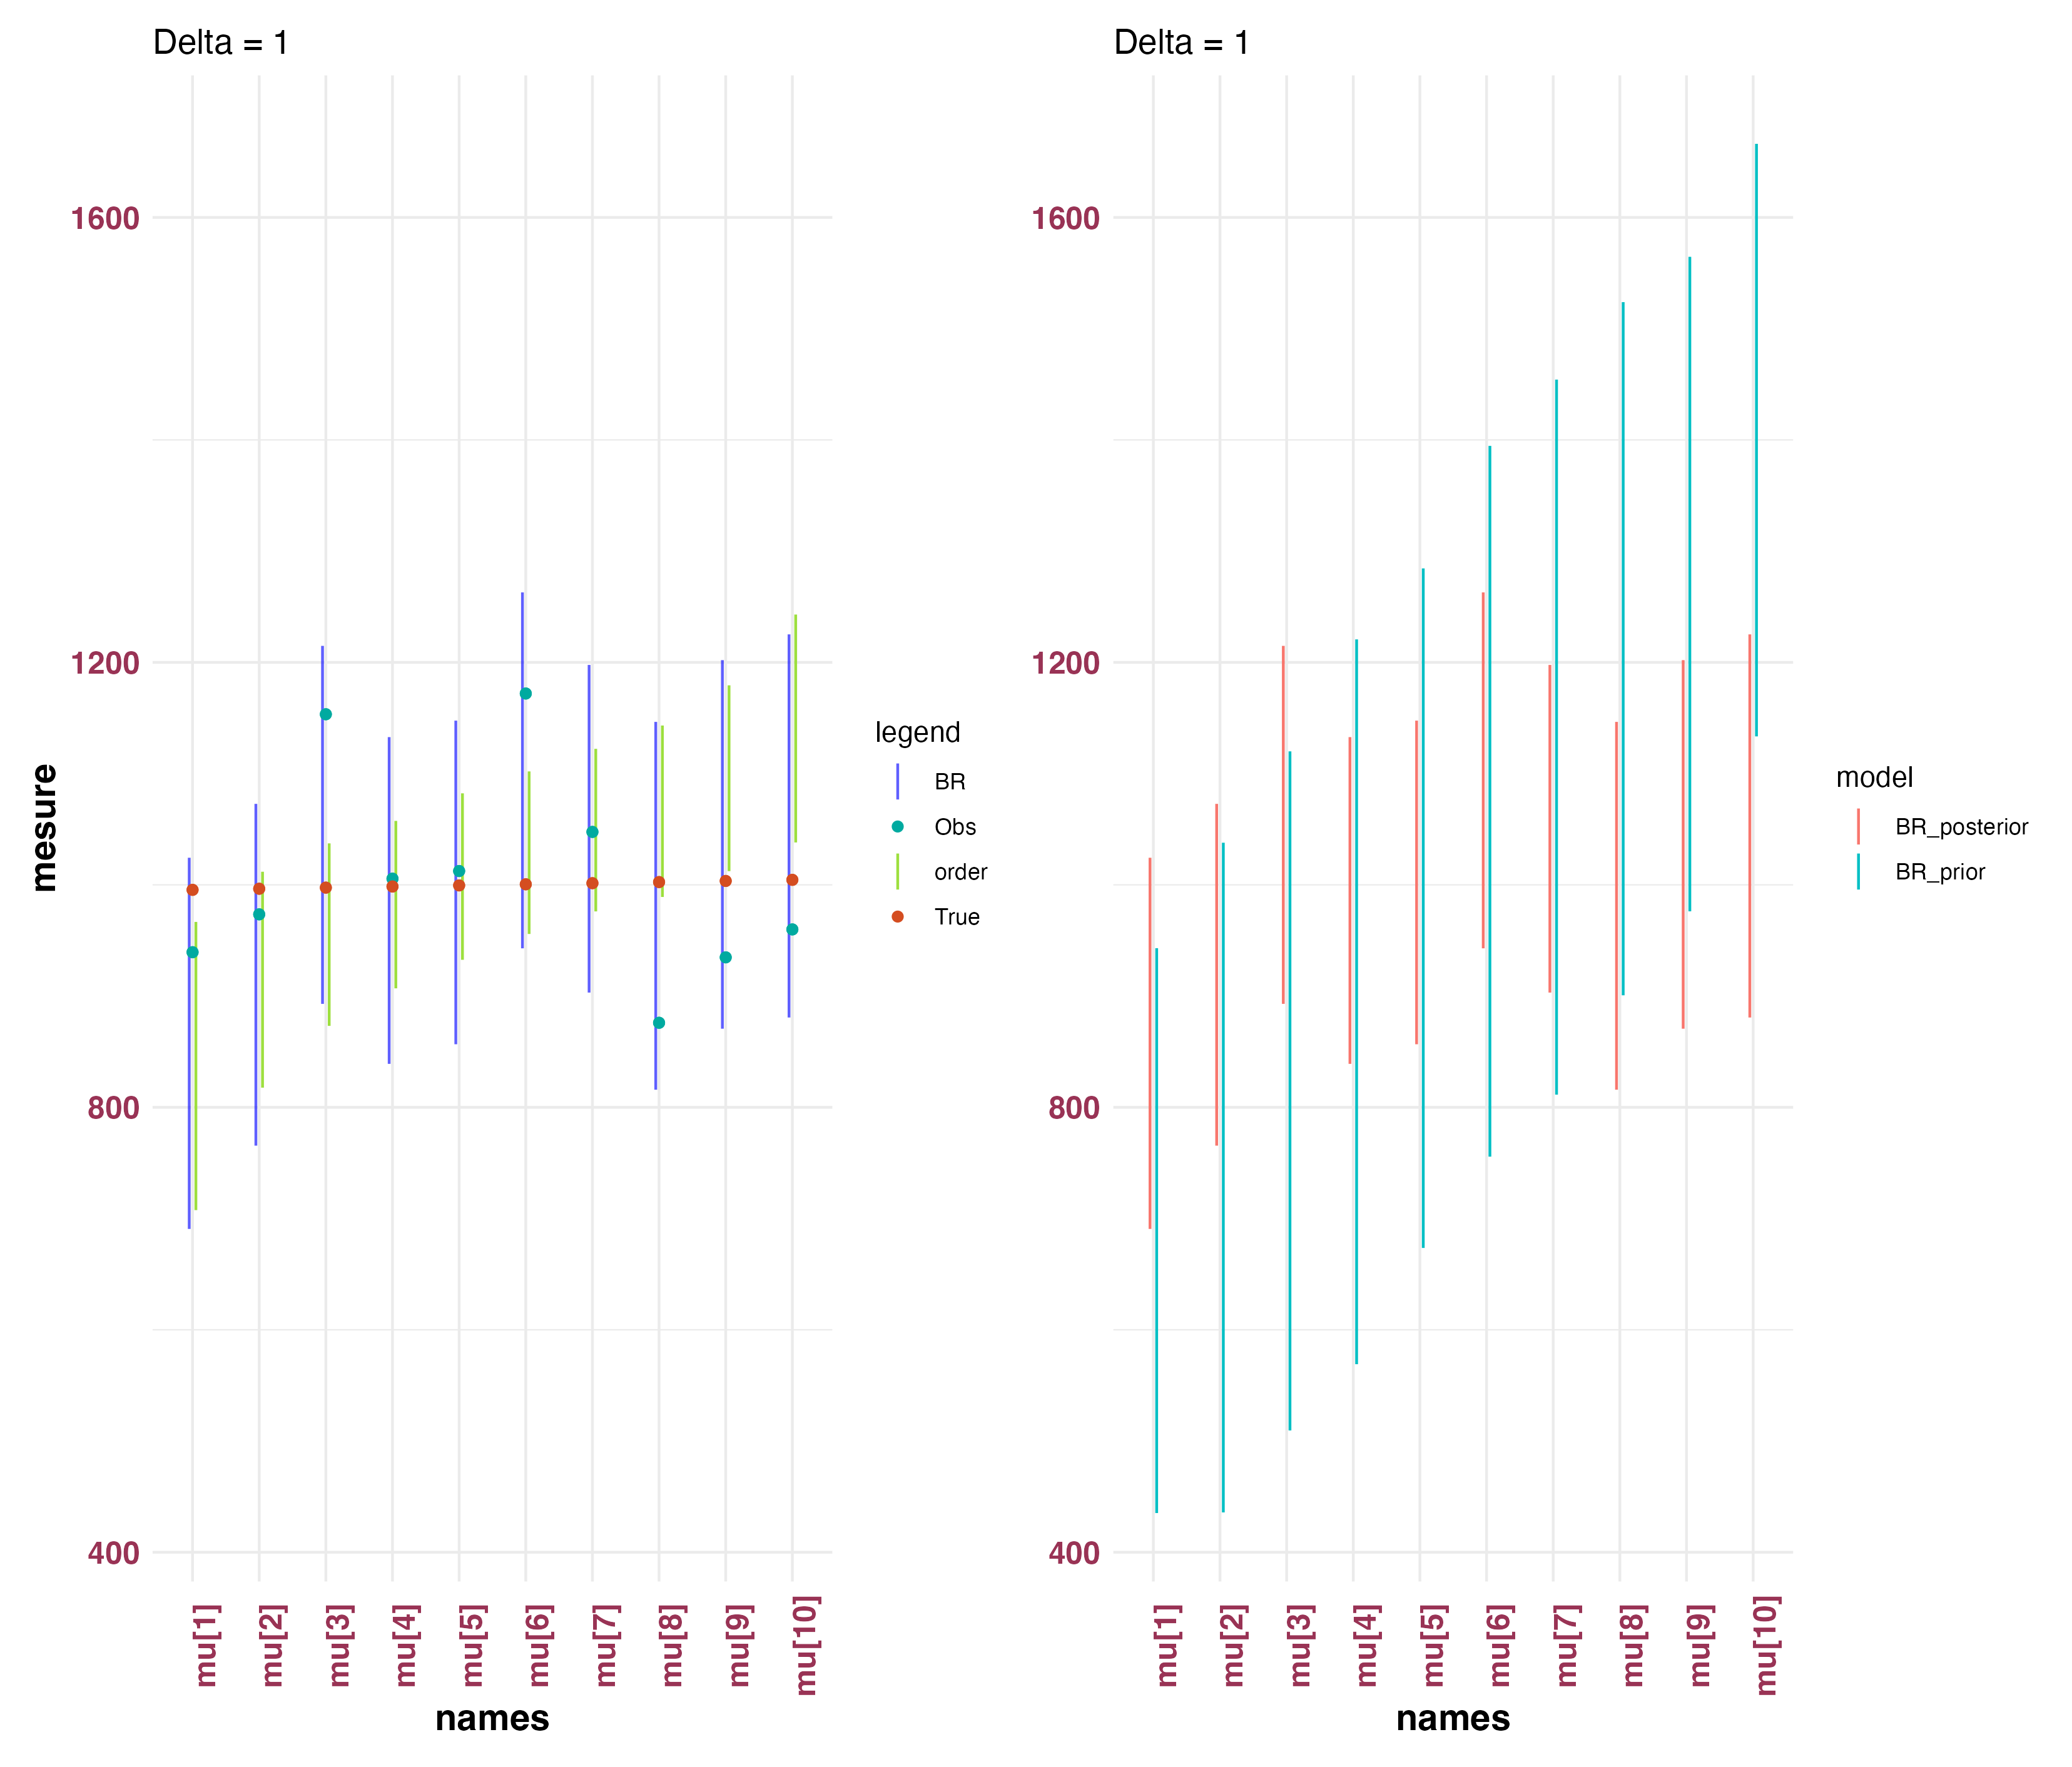 Delta = 1
mesure
1600
1200
800
400
mu[1]
mu[2]
mu[3]
mu[4]
mu[5]
mu[6]
mu[7]
mu[8]
mu[9]
mu[10]
names
legend
BR
Obs
order
True
Delta = 1
1600
1200
800
400
mu[1]
mu[2]
mu[3]
mu[4]
mu[5]
mu[6]
mu[7]
mu[8]
mu[9]
mu[10]
names
model
BR_posterior
BR_prior